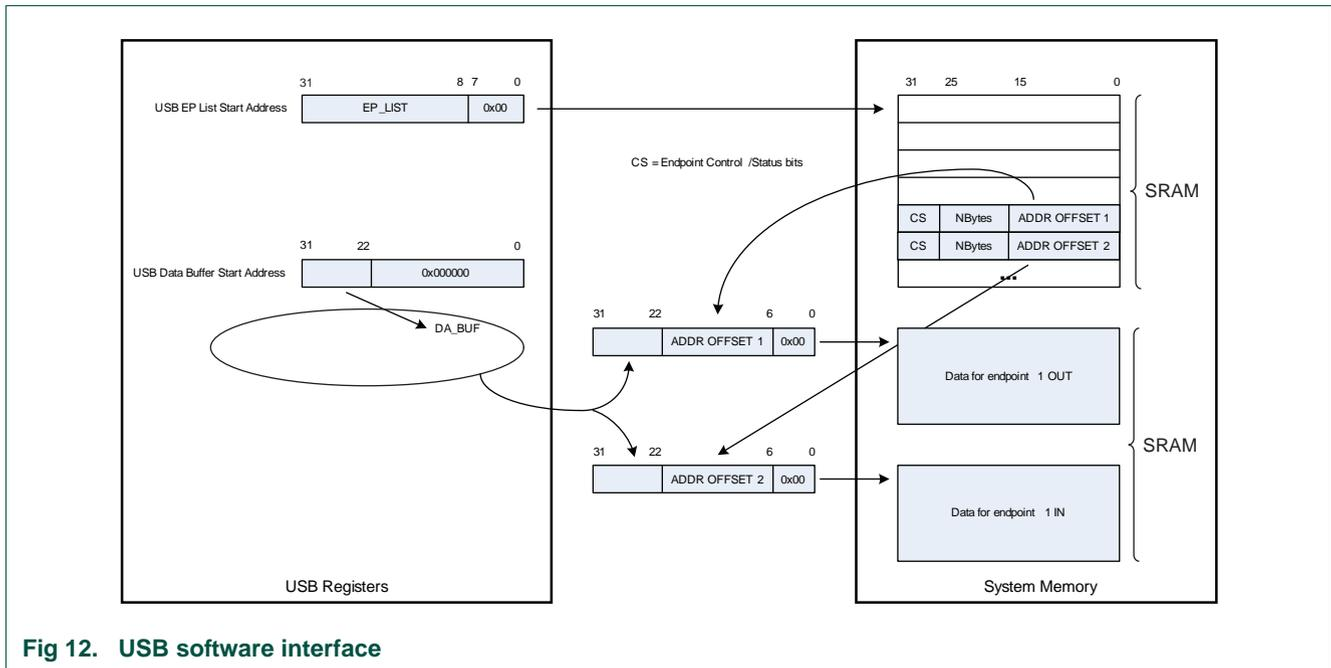 31 8 7 0
USB EP List Start Address EP_LIST 0x00
31 25 15 0
CS = Endpoint Control /Status bits
SRAM
CS NBytes ADDR OFFSET 1
CS NBytes ADDR OFFSET 2
...
31 22 0
USB Data Buffer Start Address 0x000000
DA_BUF
31 22 6 0
ADDR OFFSET 1 0x00
Data for endpoint 1 OUT
SRAM
31 22 6 0
ADDR OFFSET 2 0x00
Data for endpoint 1 IN
USB Registers
System Memory
Fig 12. USB software interface